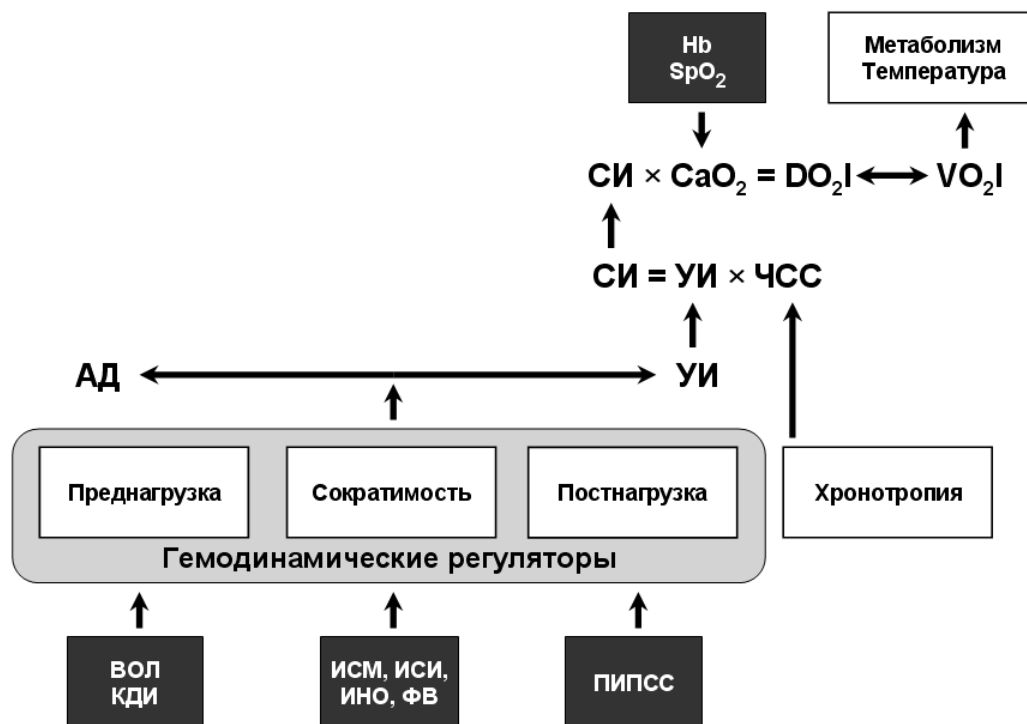 Hb
SpO₂
Метаболизм
Температура
СИ × CaO₂ = DO₂I
VO₂I
СИ = УИ × ЧСС
АД
УИ
Преднагрузка
Сократимость
Постнагрузка
Хронотропия
Гемодинамические регуляторы
ВОЛ
КДИ
ИСМ, ИСИ,
ИНО, ФВ
ПИПСС